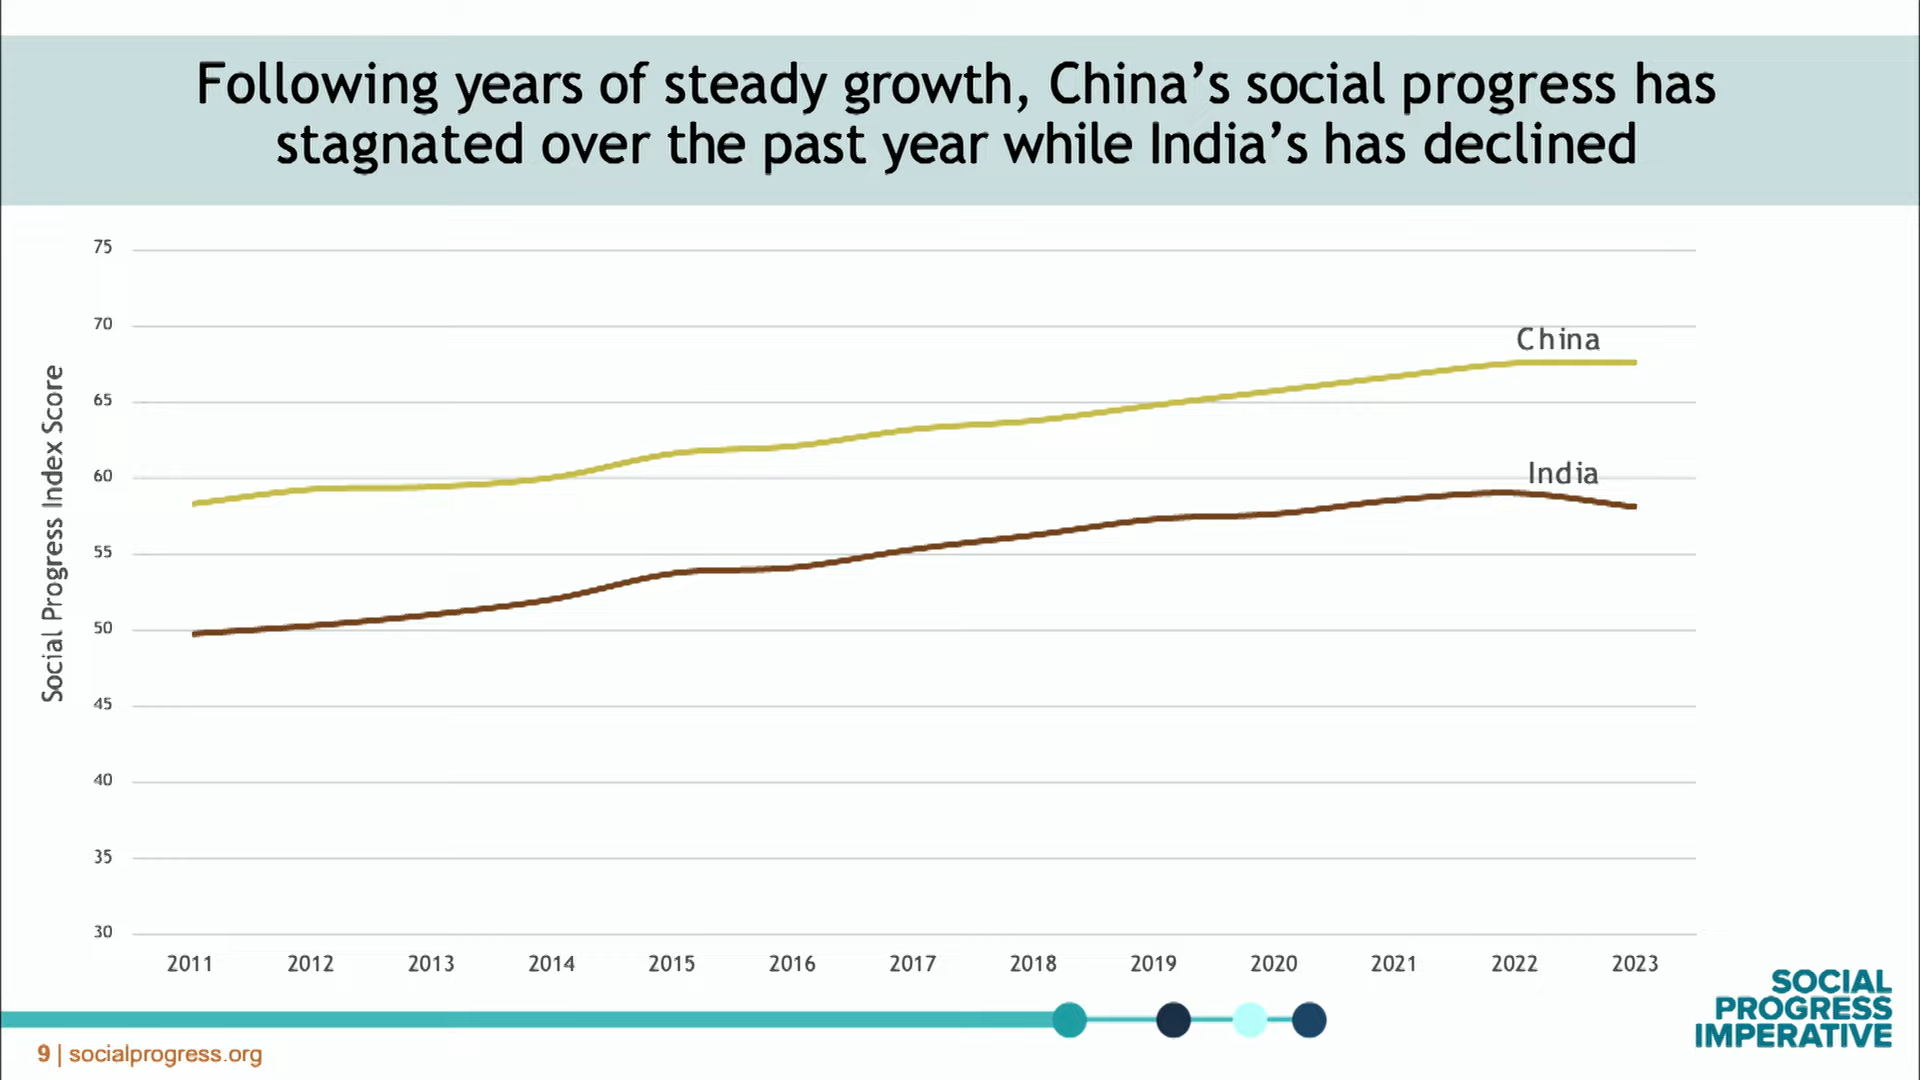 Following years of steady growth, China’s social progress has
stagnated over the past year while India’s has declined
Social Progress Index Score
75
70
65
60
55
50
45
40
35
30
China
India
2011 2012 2013 2014 2015 2016 2017 2018 2019 2020 2021 2022 2023
SOCIAL
PROGRESS
IMPERATIVE
9 | socialprogress.org